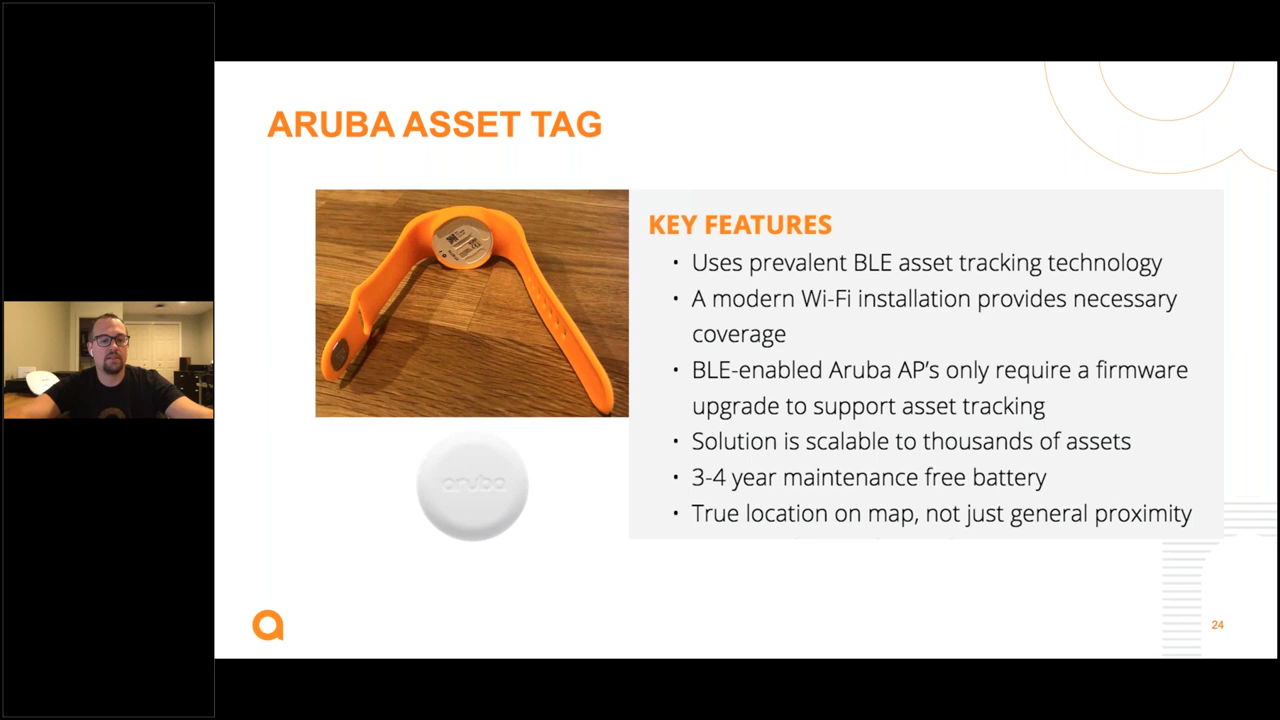 ARUBA ASSET TAG
KEY FEATURES
• Uses prevalent BLE asset tracking technology
• A modern Wi-Fi installation provides necessary
coverage
• BLE-enabled Aruba AP's only require a firmware
upgrade to support asset tracking
• Solution is scalable to thousands of assets
• 3-4 year maintenance free battery
• True location on map, not just general proximity
aruba
24